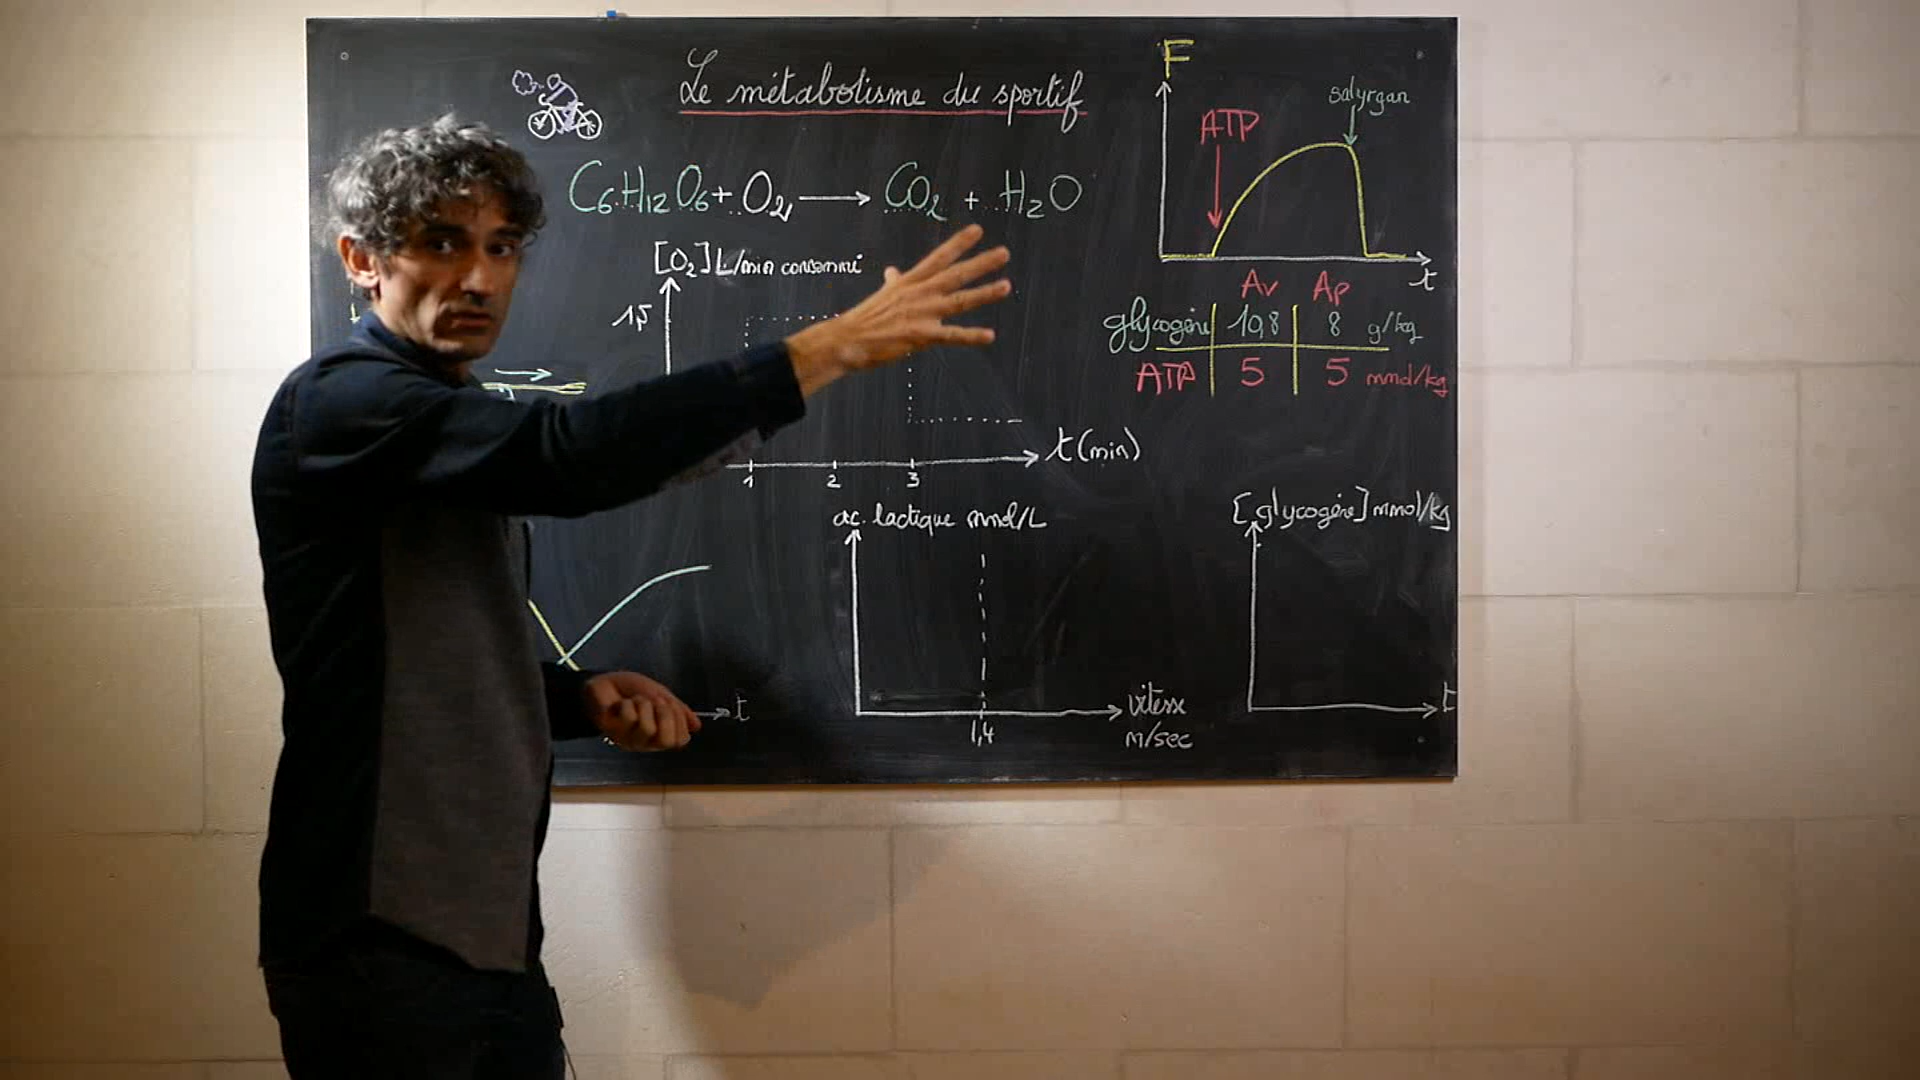 Le métabolisme du sportif
C6H12O6 + O2 → CO2 + H2O
[O2] L/min consommé
1,5
1 2 3
t (min)
F
ATP
salyrgan
t
Av Ap
glycogène 10,8 8 g/kg
ATP 5 5 mmol/kg
t
ac. lactique mmol/L
1,4
vitesse
m/sec
[glycogène] mmol/kg
t